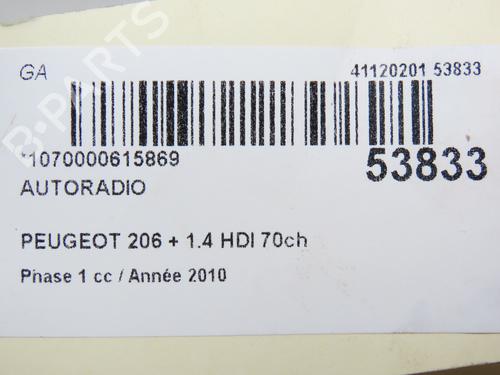 GA 41120201 53833
*1070000615869 53833
AUTORADIO
PEUGEOT 206 + 1.4 HDI 70ch
Phase 1 cc / Année 2010
B-PARTS